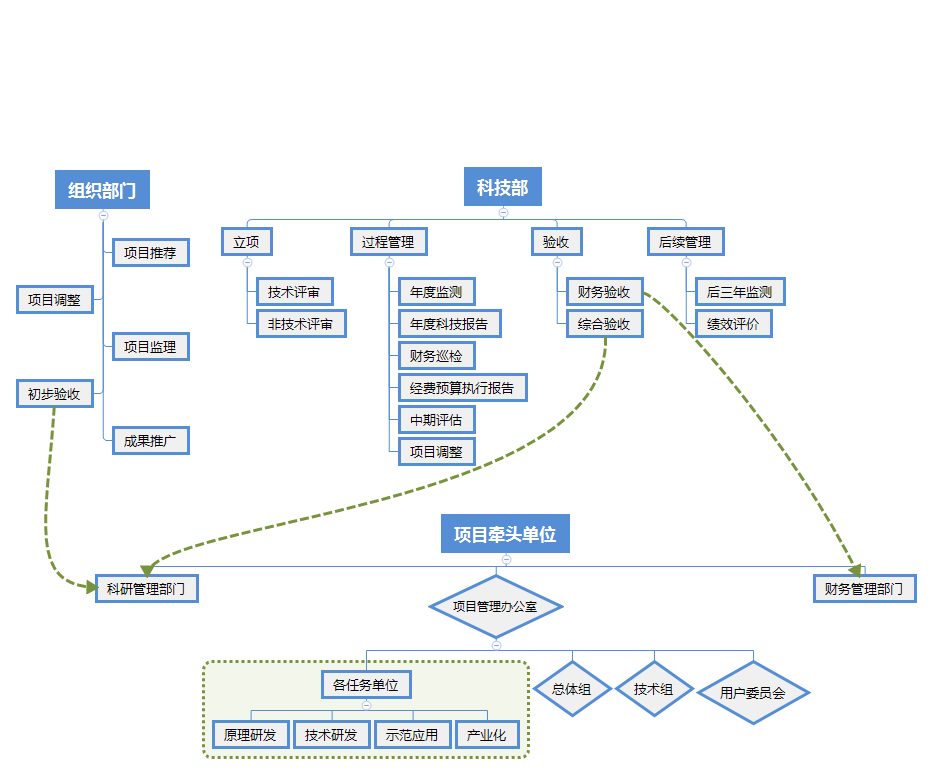 组织部门
项目推荐
项目调整
项目监理
初步验收
成果推广
科技部
立项
过程管理
验收
后续管理
技术评审
非技术评审
年度监测
年度科技报告
财务巡检
经费预算执行报告
中期评估
项目调整
财务验收
综合验收
后三年监测
绩效评价
项目牵头单位
科研管理部门
项目管理办公室
财务管理部门
各任务单位
总体组
技术组
用户委员会
原理研发
技术研发
示范应用
产业化